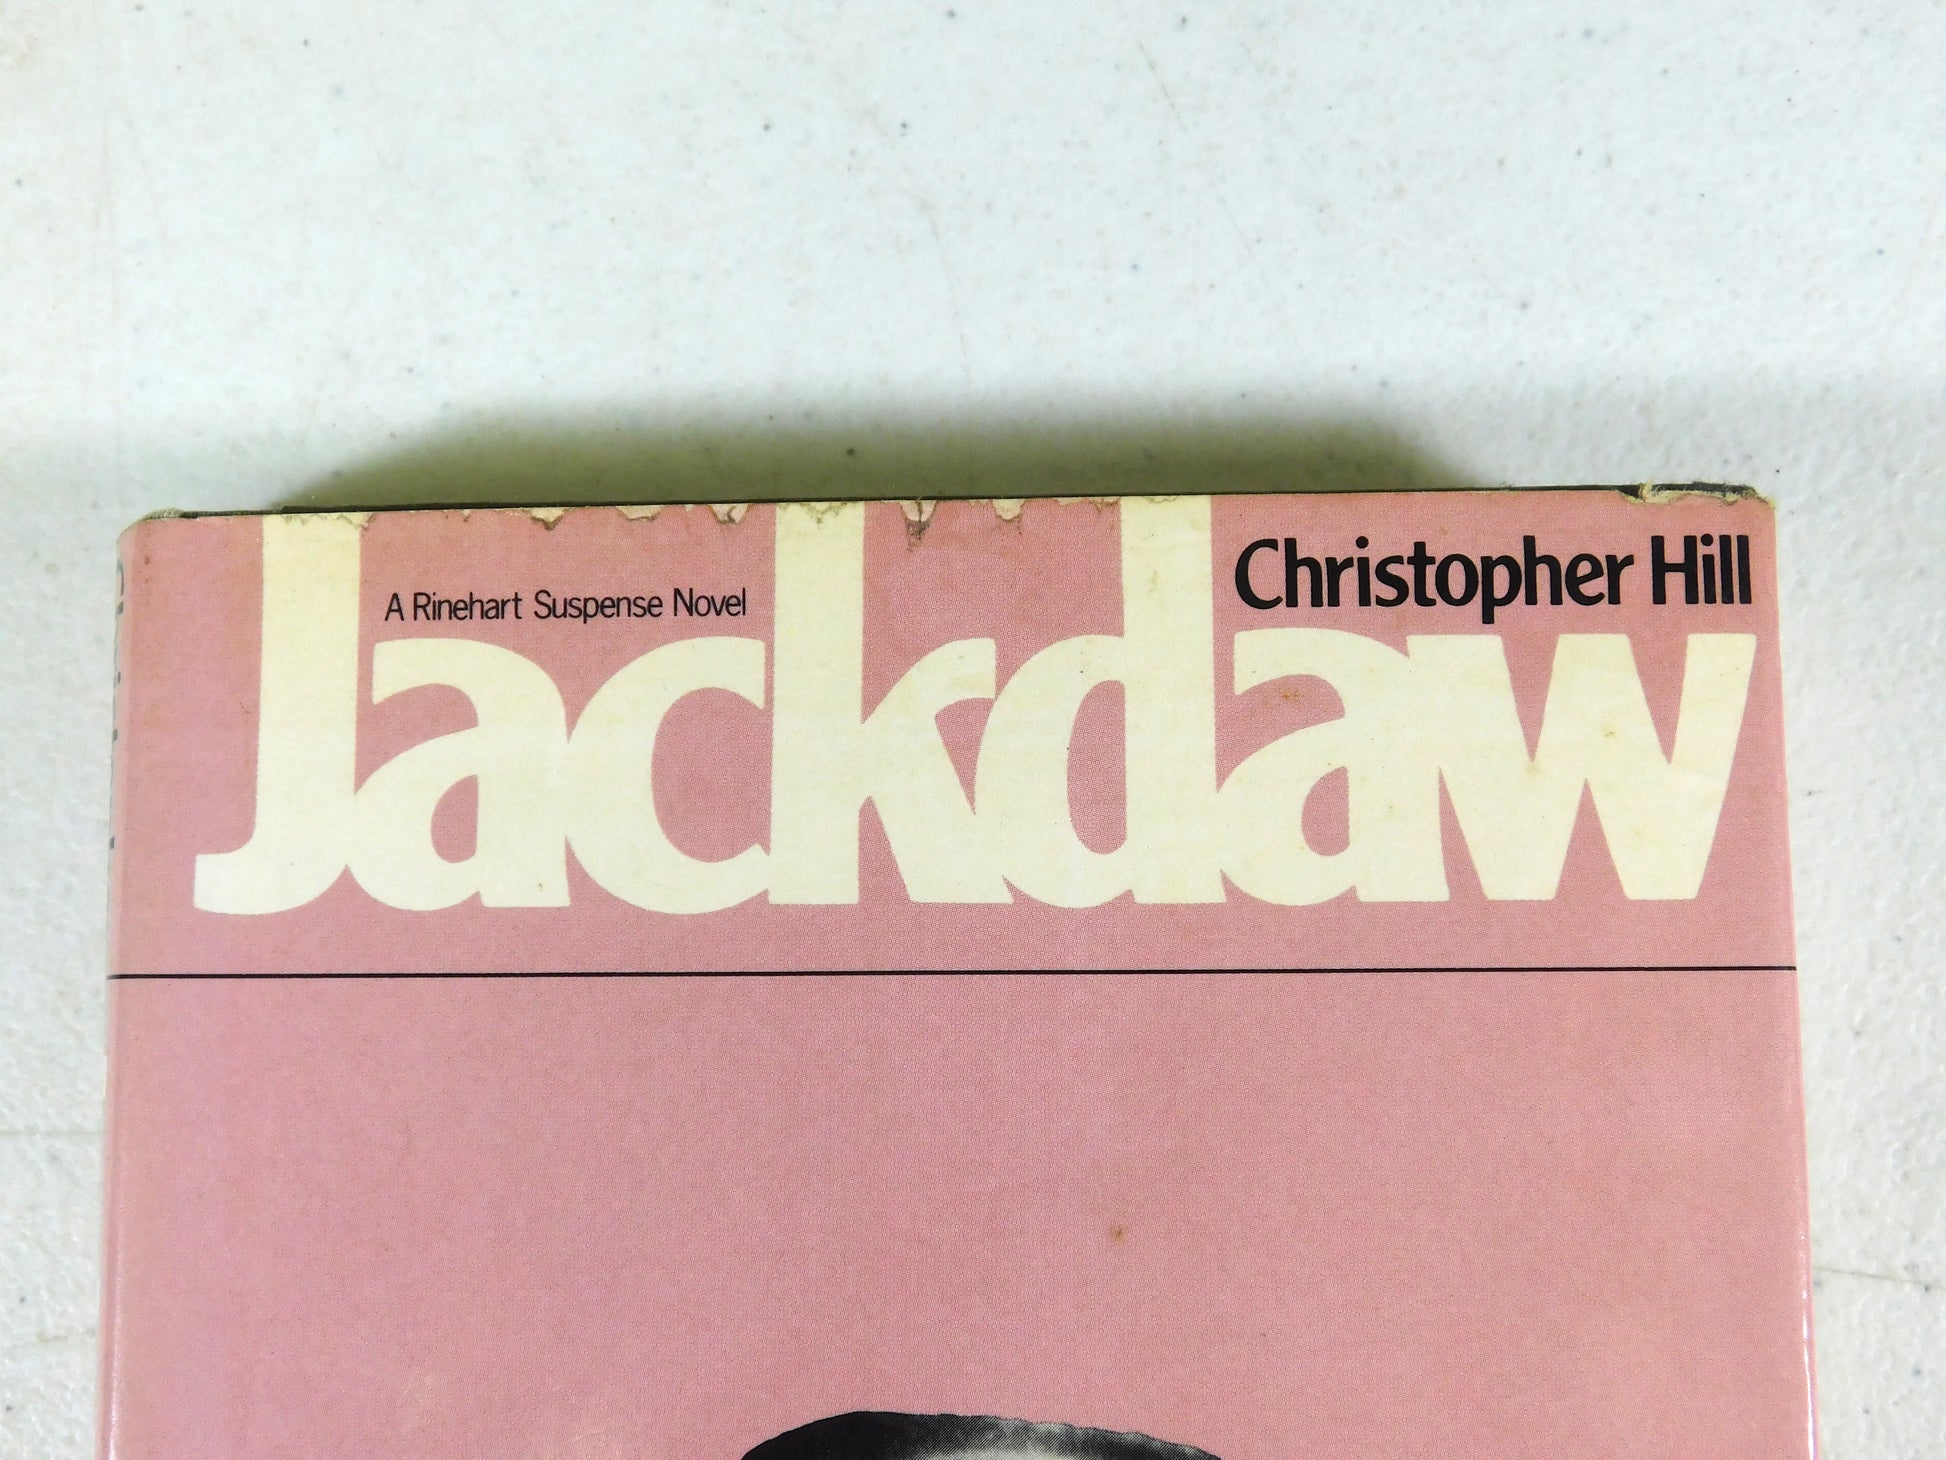 Christopher Hill
A Rinehart Suspense Novel
Jackdaw